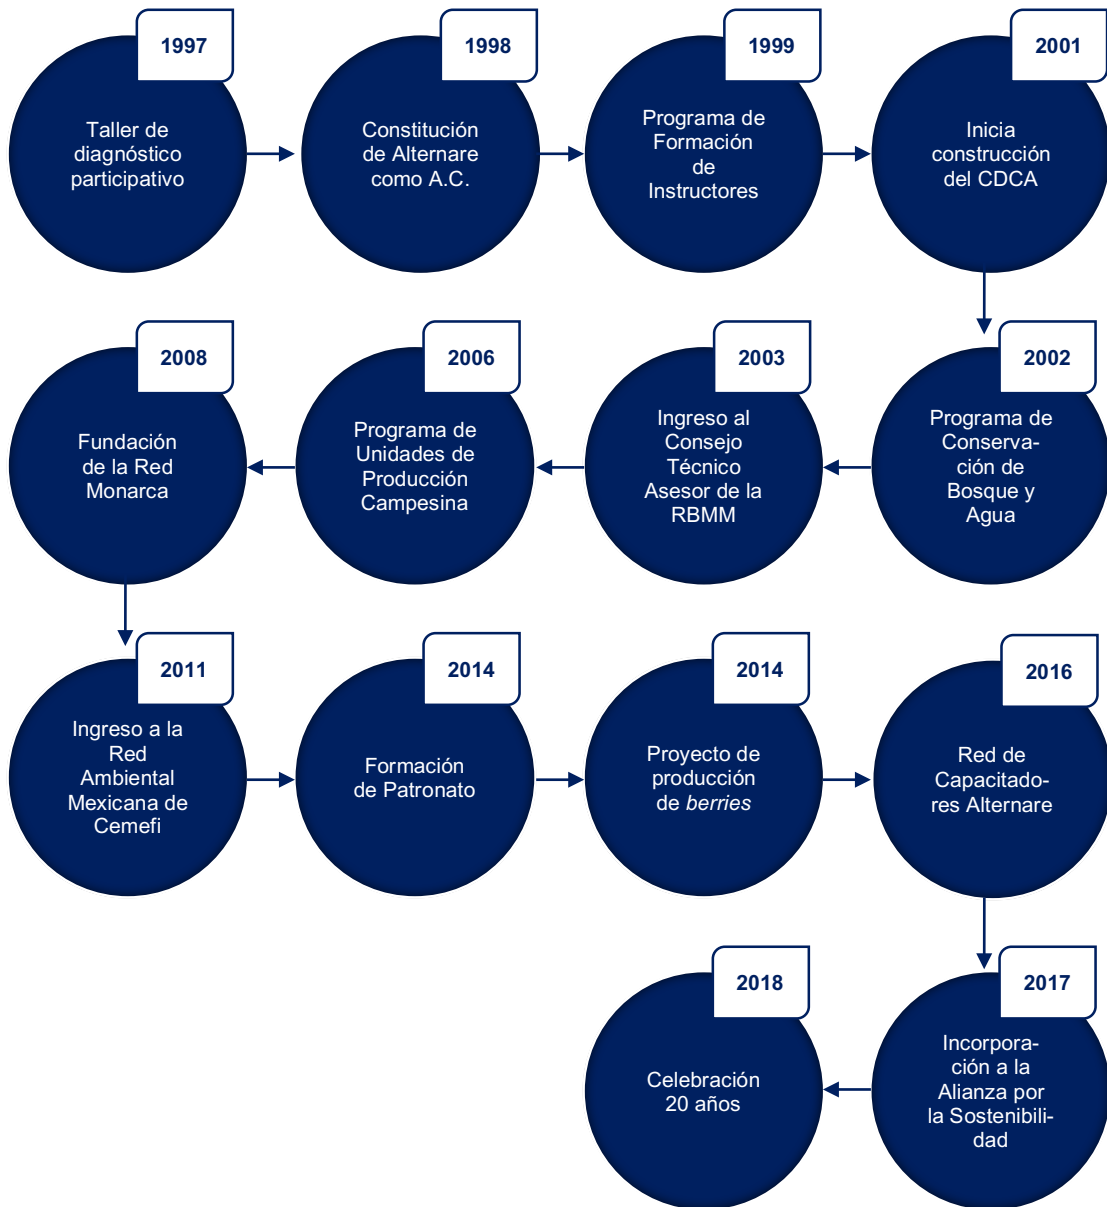 1997
Taller de
diagnóstico
participativo
1998
Constitución
de Alternare
como A.C.
1999
Programa de
Formación
de
Instructores
2001
Inicia
construcción
del CDCA
2002
Programa de
Conserva-
ción de
Bosque y
Agua
2003
Ingreso al
Consejo
Técnico
Asesor de la
RBMM
2006
Programa de
Unidades de
Producción
Campesina
2008
Fundación
de la Red
Monarca
2011
Ingreso a la
Red
Ambiental
Mexicana de
Cemefi
2014
Formación
de Patronato
2014
Proyecto de
producción
de berries
2016
Red de
Capacitado-
res Alternare
2017
Incorpora-
ción a la
Alianza por
la Sostenibili-
dad
2018
Celebración
20 años